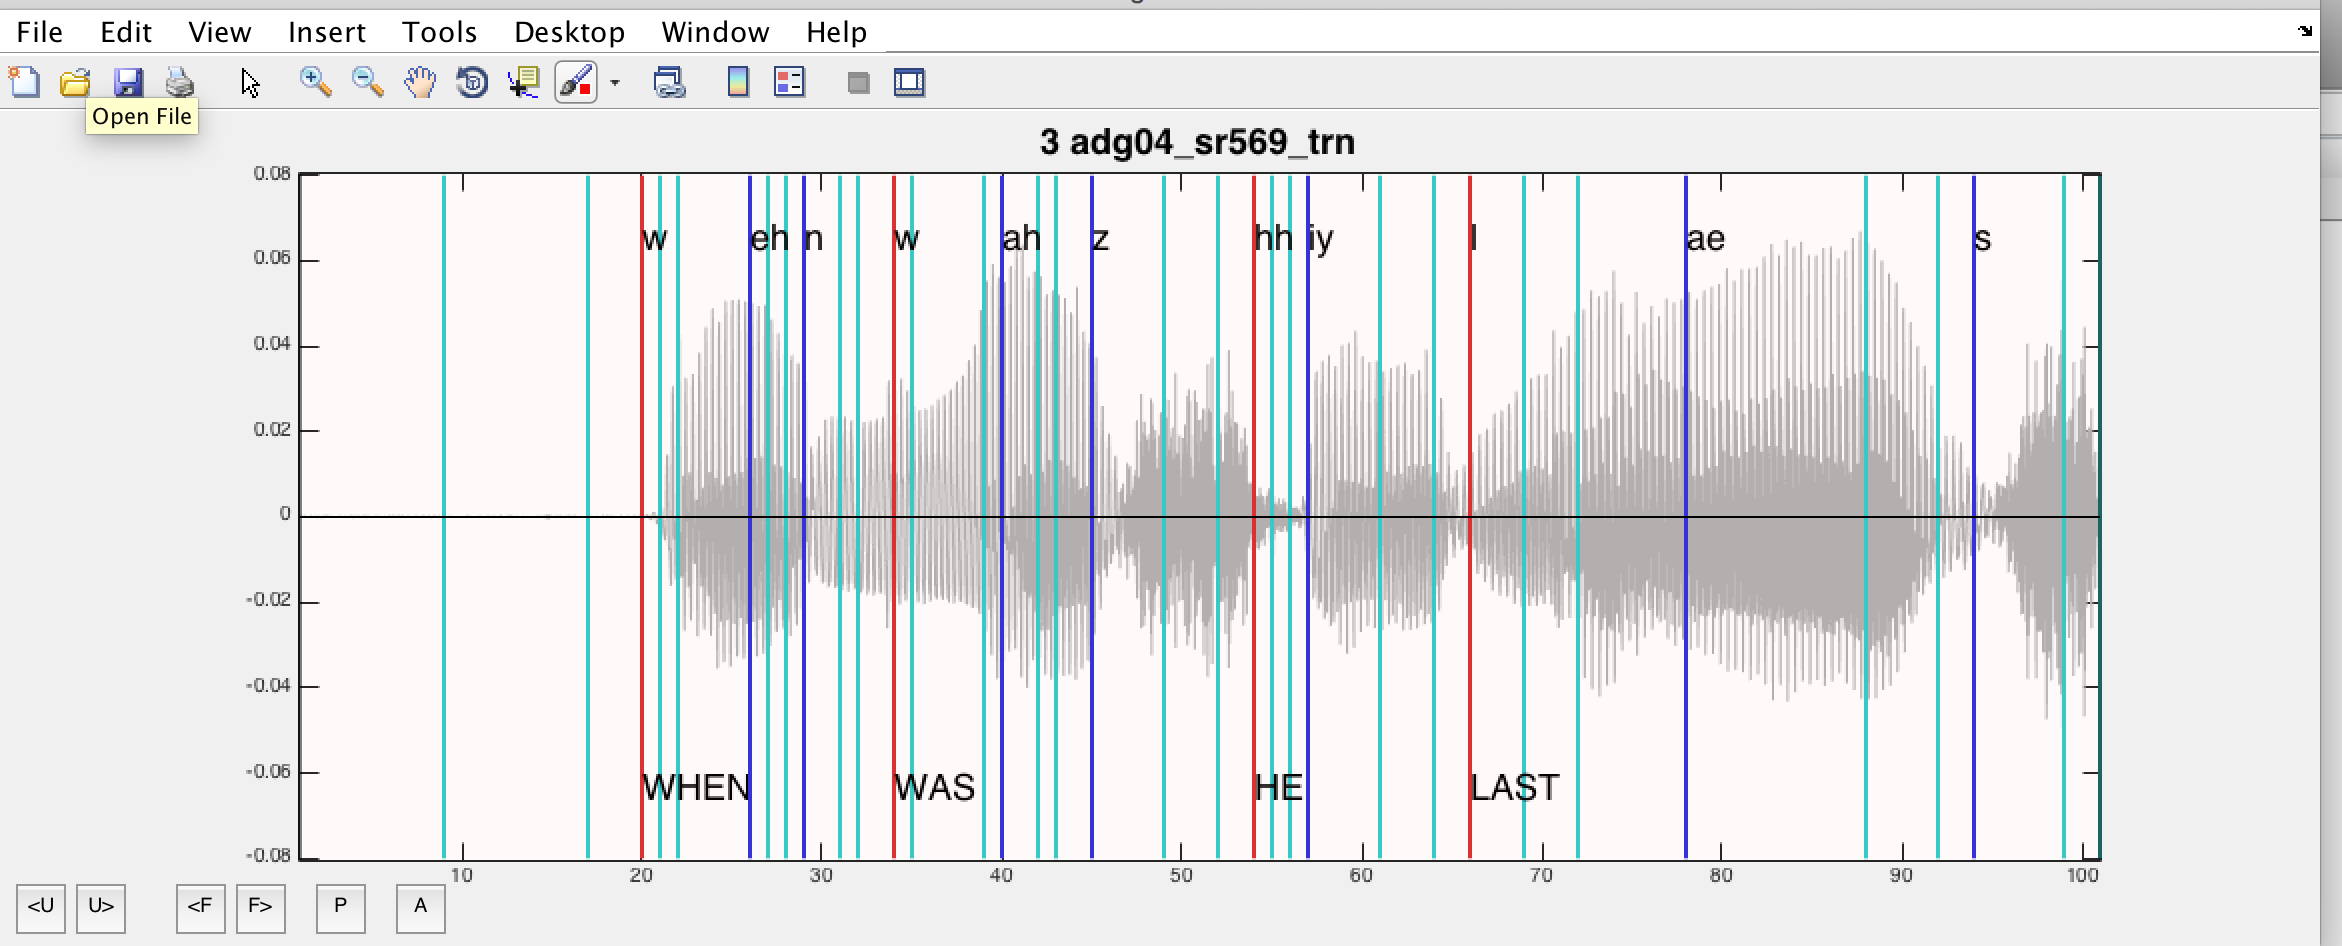 File Edit View Insert Tools Desktop Window Help
Open File
3 adg04_sr569_trn
0.08
0.06
0.04
0.02
0
-0.02
-0.04
-0.06
-0.08
w eh n w ah z hh iy l ae s
WHEN WAS HE LAST
10 20 30 40 50 60 70 80 90 100
<U U> <F F> P A